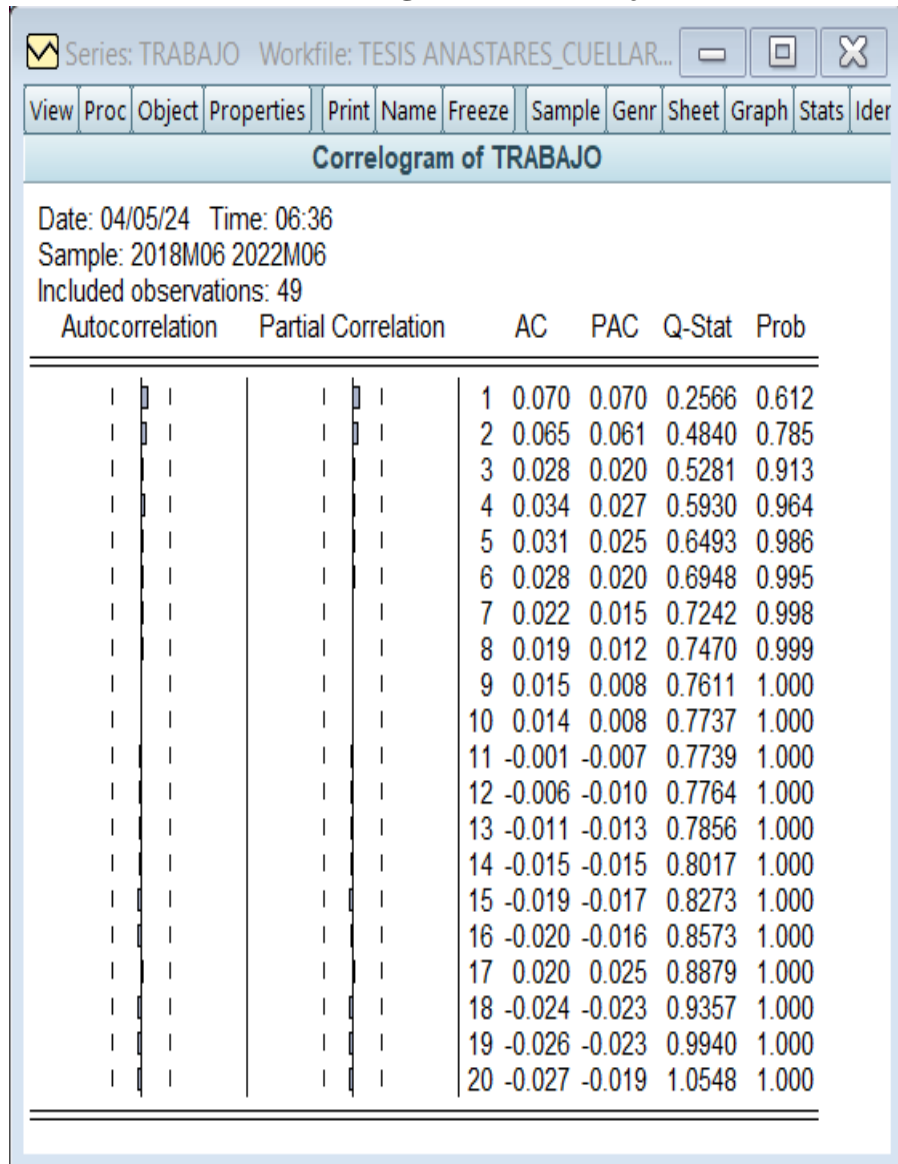 Series: TRABAJO Workfile: TESIS ANASTARES_CUELLAR...
View Proc Object Properties Print Name Freeze Sample Genr Sheet Graph Stats Iden
Correlogram of TRABAJO
Date: 04/05/24 Time: 06:36
Sample: 2018M06 2022M06
Included observations: 49
Autocorrelation Partial Correlation AC PAC Q-Stat Prob
1 0.070 0.070 0.2566 0.612
2 0.065 0.061 0.4840 0.785
3 0.028 0.020 0.5281 0.913
4 0.034 0.027 0.5930 0.964
5 0.031 0.025 0.6493 0.986
6 0.028 0.020 0.6948 0.995
7 0.022 0.015 0.7242 0.998
8 0.019 0.012 0.7470 0.999
9 0.015 0.008 0.7611 1.000
10 0.014 0.008 0.7737 1.000
11 -0.001 -0.007 0.7739 1.000
12 -0.006 -0.010 0.7764 1.000
13 -0.011 -0.013 0.7856 1.000
14 -0.015 -0.015 0.8017 1.000
15 -0.019 -0.017 0.8273 1.000
16 -0.020 -0.016 0.8573 1.000
17 0.020 0.025 0.8879 1.000
18 -0.024 -0.023 0.9357 1.000
19 -0.026 -0.023 0.9940 1.000
20 -0.027 -0.019 1.0548 1.000